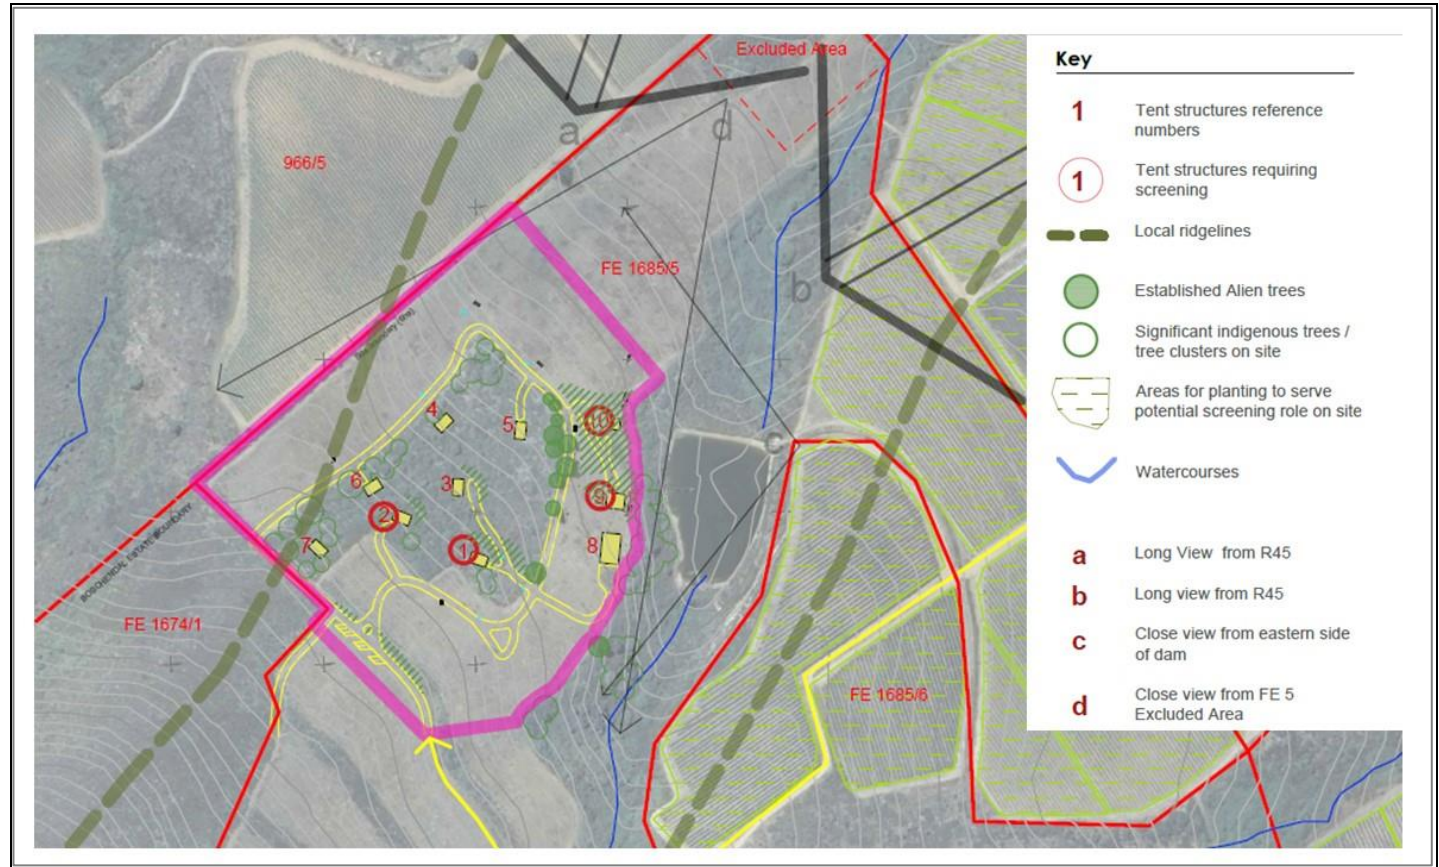 Excluded Area
a
d
966/5
FE 1685/5
b
4
5
10
c
6
3
9
2
1
8
7
BOSCHENDAL ESTATE BOUNDARY
FE 1674/1
FE 1685/6
Key
1
Tent structures reference
numbers
1
Tent structures requiring
screening
Local ridgelines
Established Alien trees
Significant indigenous trees /
tree clusters on site
Areas for planting to serve
potential screening role on site
Watercourses
a
Long View from R45
b
Long view from R45
c
Close view from eastern side
of dam
d
Close view from FE 5
Excluded Area